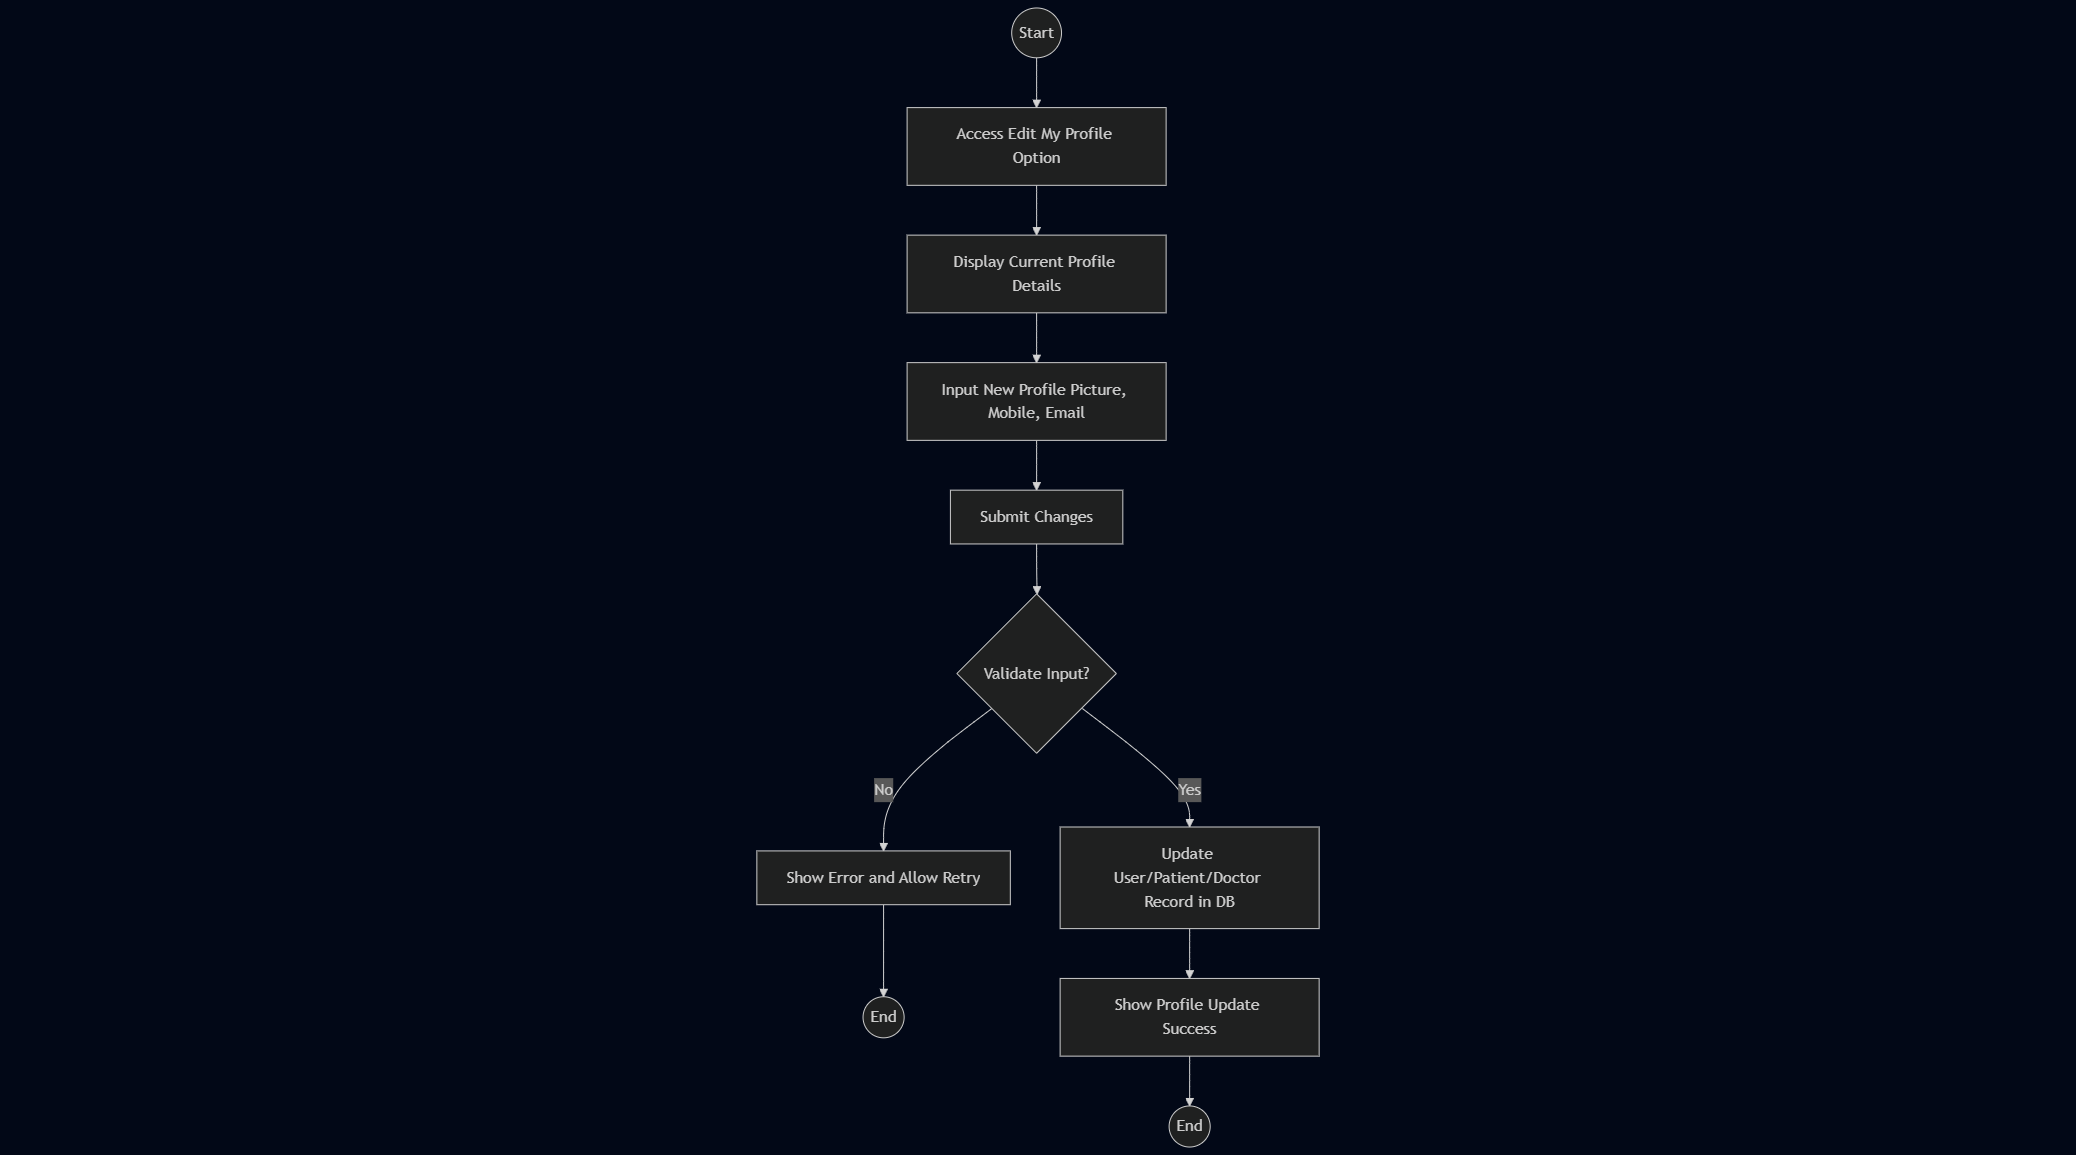 Start
Access Edit My Profile
Option
Display Current Profile
Details
Input New Profile Picture,
Mobile, Email
Submit Changes
Validate Input?
No
Yes
Show Error and Allow Retry
Update
User/Patient/Doctor
Record in DB
End
Show Profile Update
Success
End